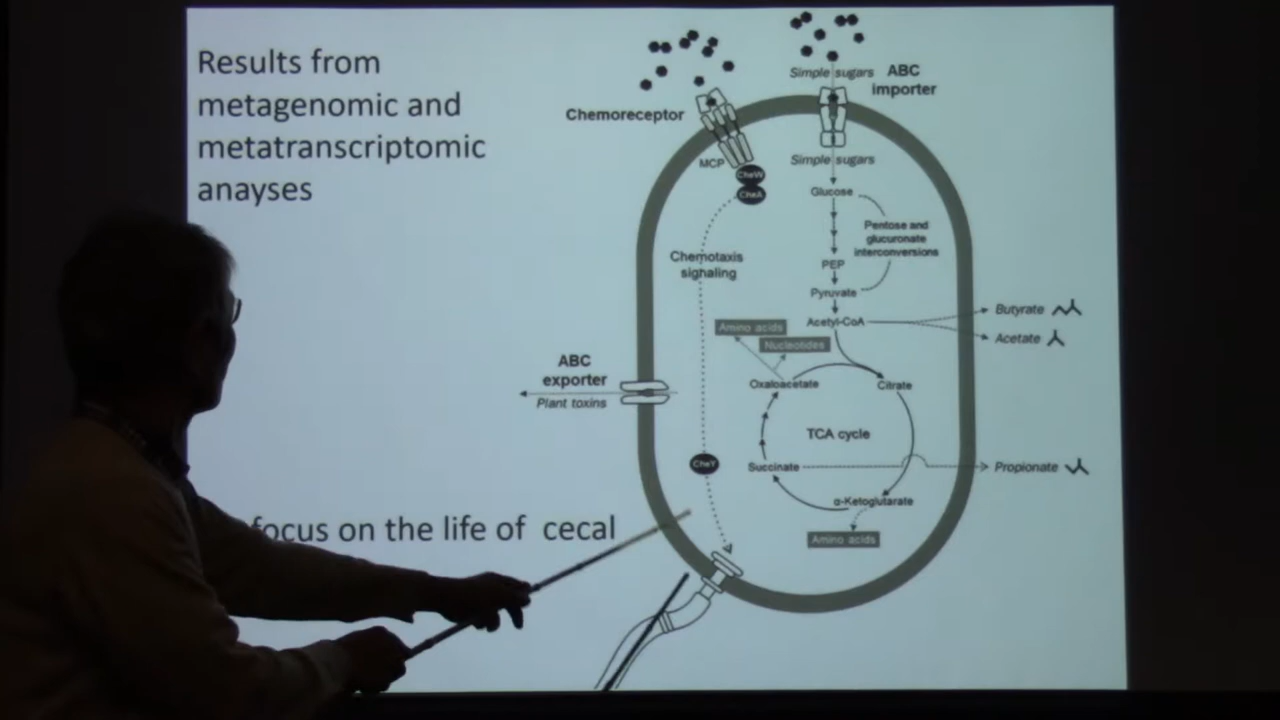 Results from
metagenomic and
metatranscriptomic
anayses
Simple sugars
ABC
importer
Chemoreceptor
MCP
CheW
CheA
Simple sugars
Glucose
Pentose and
glucuronate
interconversions
Chemotaxis
signaling
PEP
Pyruvate
Acetyl-CoA
Butyrate
Acetate
Amino acids
Nucleotides
ABC
exporter
Plant toxins
Oxaloacetate
Citrate
TCA cycle
CheY
Succinate
Propionate
α-Ketoglutarate
focus on the life of cecal
Amino acids